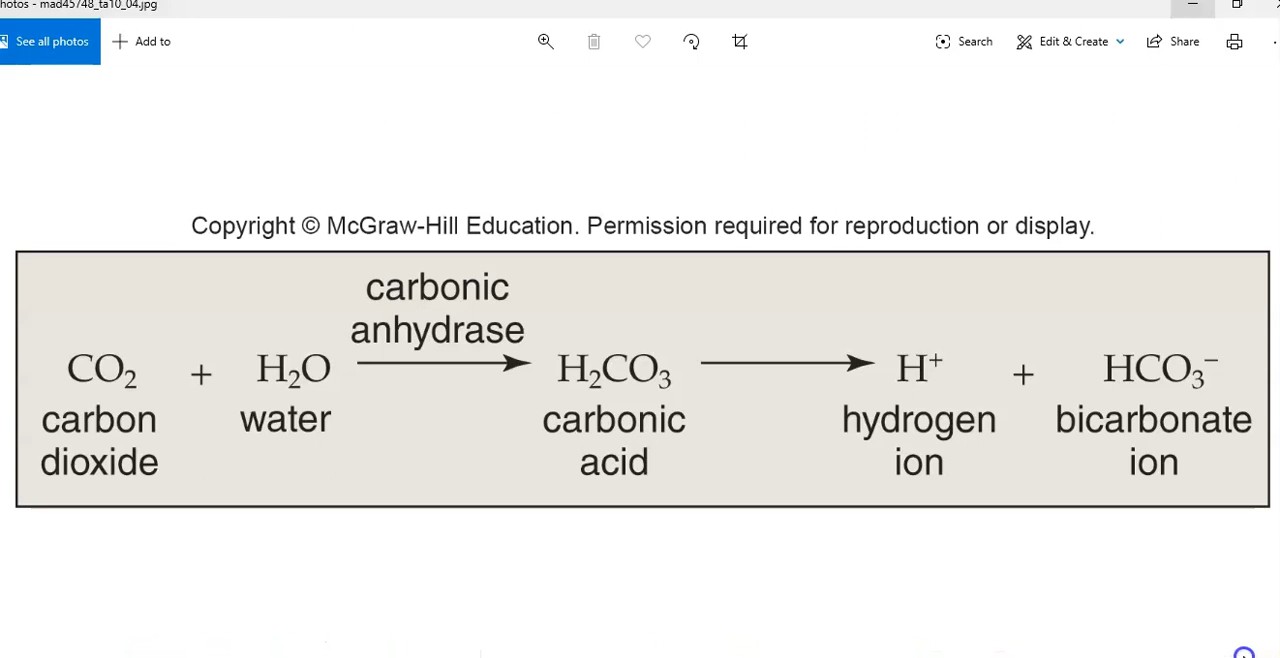 hotos - mad45748_ta10_04.jpg
See all photos + Add to Search Edit & Create Share
Copyright © McGraw-Hill Education. Permission required for reproduction or display.
carbonic
anhydrase
CO₂ + H₂O → H₂CO₃ → H⁺ + HCO₃⁻
carbon water carbonic hydrogen bicarbonate
dioxide acid ion ion